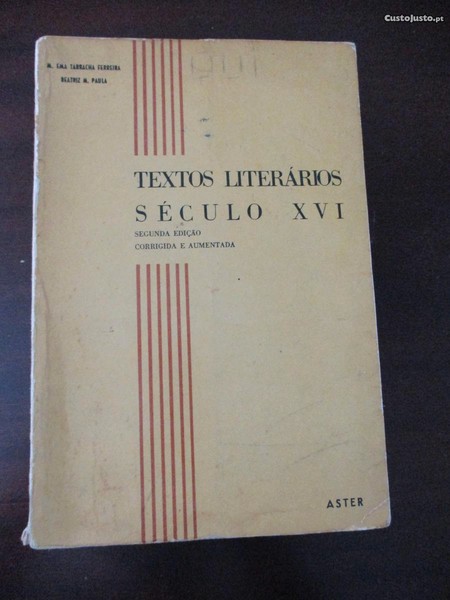 CustoJusto.pt
M. EMA TARRACHA FERREIRA
BEATRIZ M. PAULA
TEXTOS LITERÁRIOS
SÉCULO XVI
SEGUNDA EDIÇÃO
CORRIGIDA E AUMENTADA
ASTER